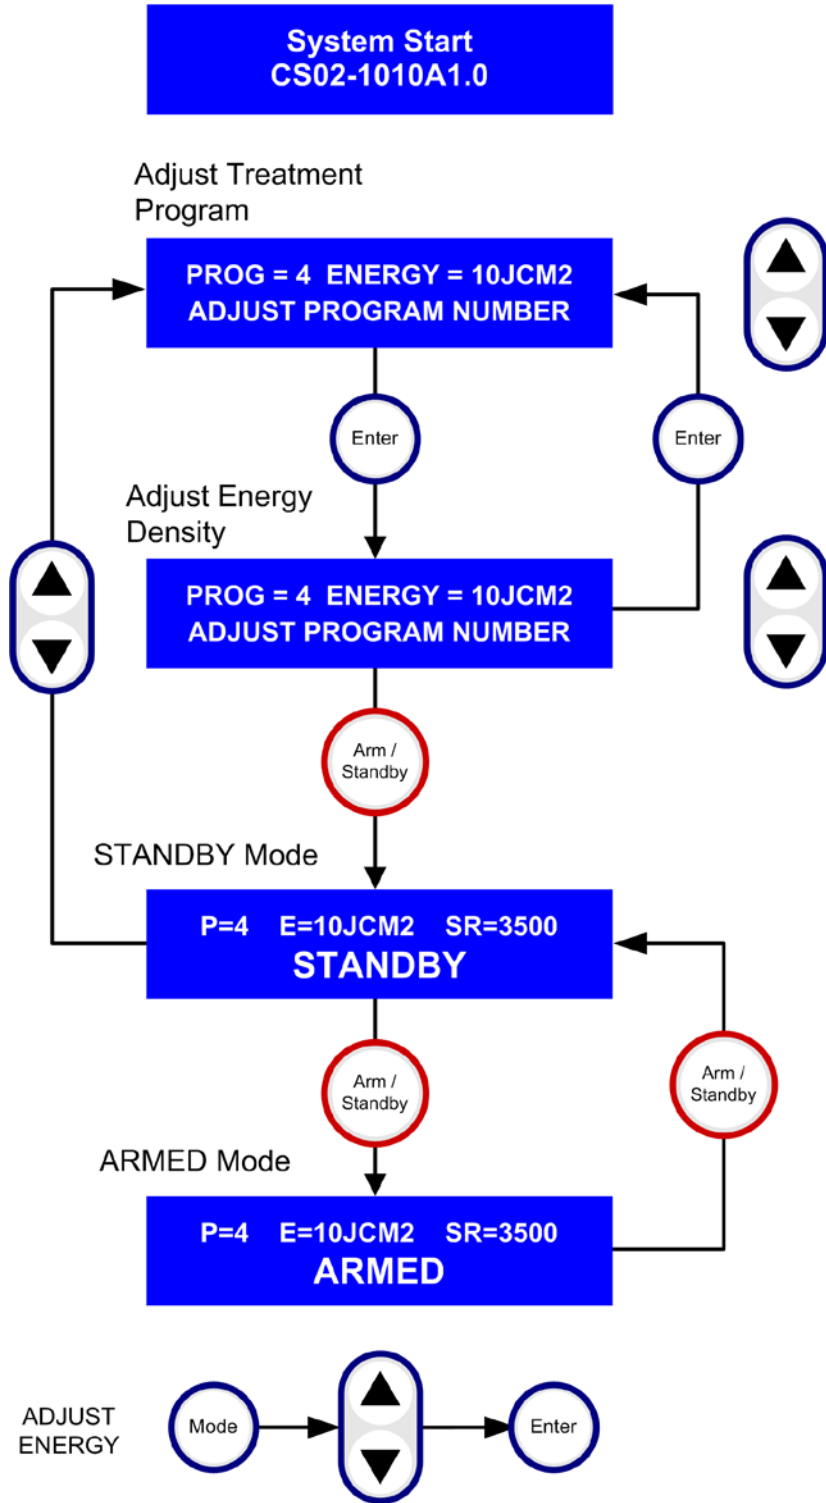 System Start
CS02-1010A1.0
Adjust Treatment
Program
PROG = 4 ENERGY = 10JCM2
ADJUST PROGRAM NUMBER
Enter
Enter
Adjust Energy
Density
PROG = 4 ENERGY = 10JCM2
ADJUST PROGRAM NUMBER
Arm /
Standby
STANDBY Mode
P=4 E=10JCM2 SR=3500
STANDBY
Arm /
Standby
Arm /
Standby
ARMED Mode
P=4 E=10JCM2 SR=3500
ARMED
ADJUST
ENERGY
Mode
Enter